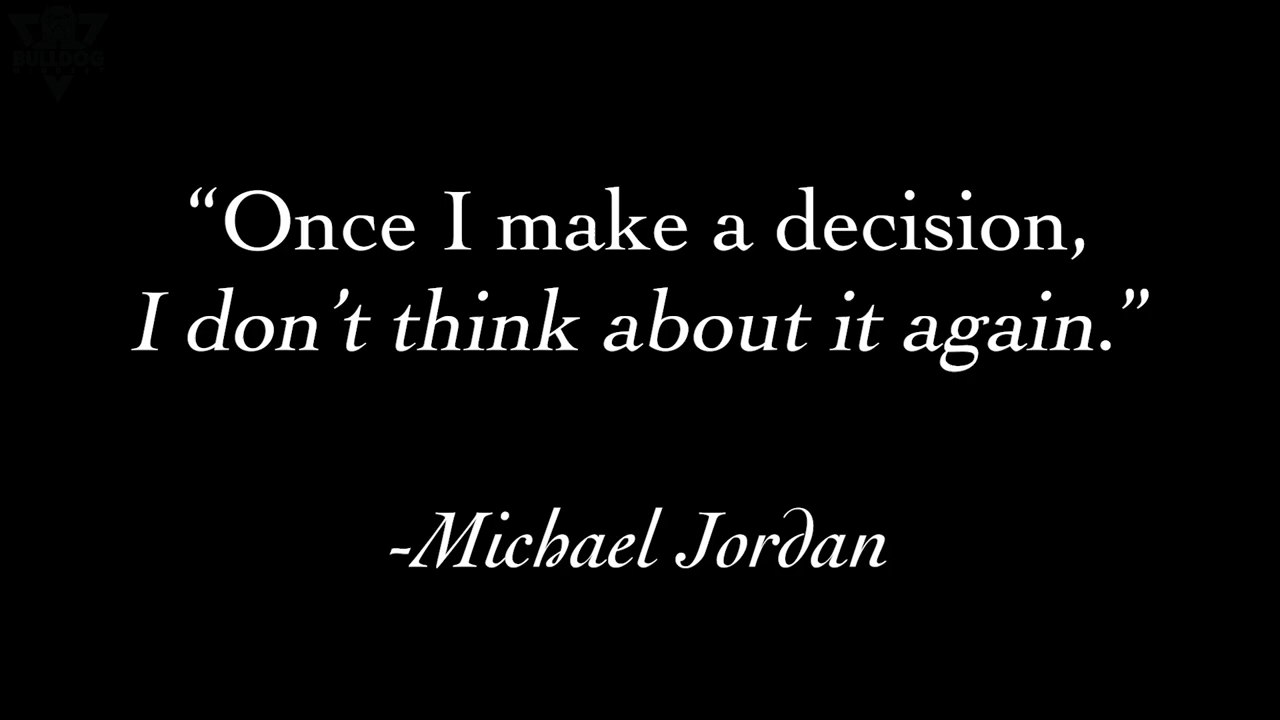 BULLDOG
“Once I make a decision,
I don’t think about it again.”
-Michael Jordan